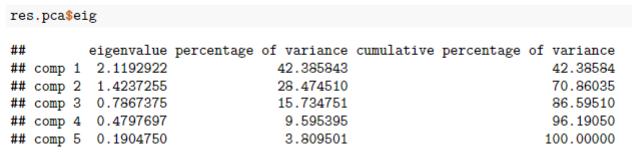 res.pca$eig
## eigenvalue percentage of variance cumulative percentage of variance
## comp 1 2.1192922 42.385843 42.38584
## comp 2 1.4237255 28.474510 70.86035
## comp 3 0.7867375 15.734751 86.59510
## comp 4 0.4797697 9.595395 96.19050
## comp 5 0.1904750 3.809501 100.00000